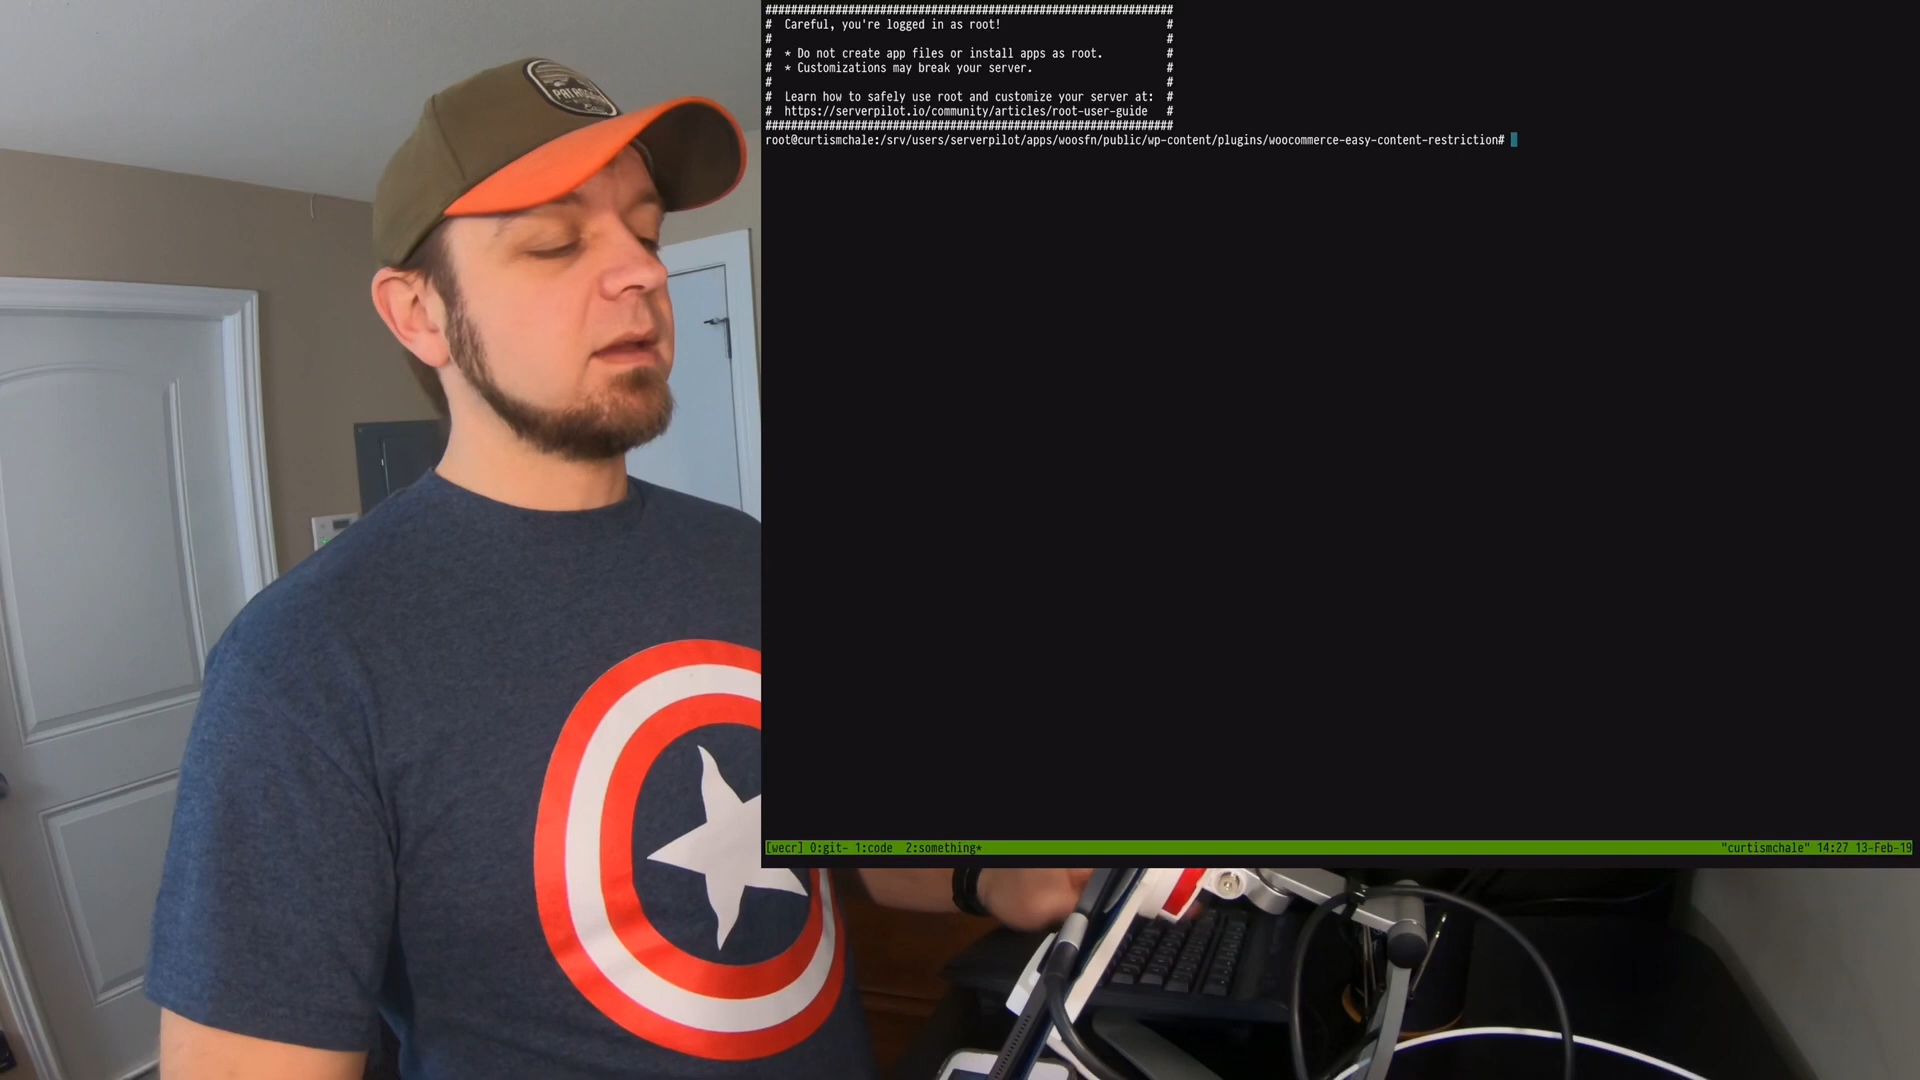 ###############################################################
# Careful, you're logged in as root! #
# #
# * Do not create app files or install apps as root. #
# * Customizations may break your server. #
# #
# Learn how to safely use root and customize your server at: #
# https://serverpilot.io/community/articles/root-user-guide #
###############################################################
root@curtismchale:/srv/users/serverpilot/apps/woosfn/public/wp-content/plugins/woocommerce-easy-content-restriction#
[wecr] 0:git- 1:code 2:something* "curtismchale" 14:27 13-Feb-19